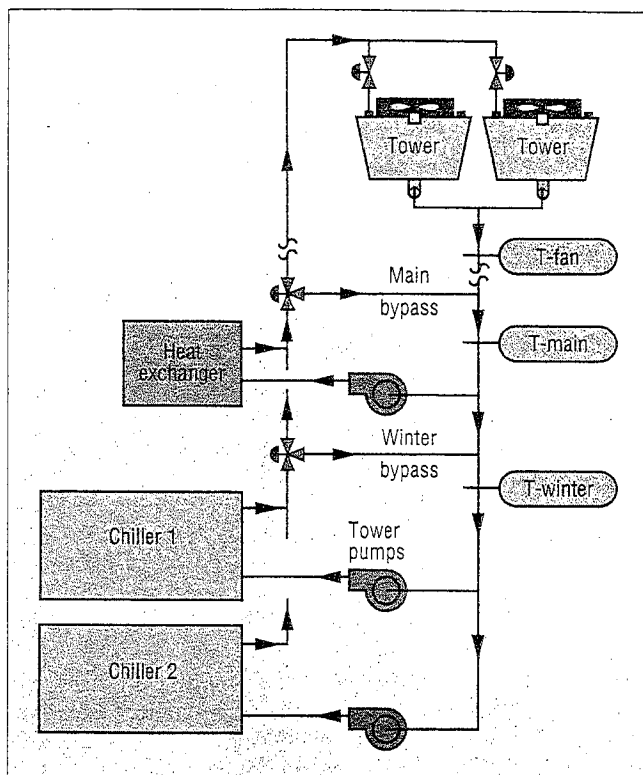 Tower
Tower
T-fan
Main
bypass
T-main
Heat
exchanger
Winter
bypass
T-winter
Chiller 1
Tower
pumps
Chiller 2